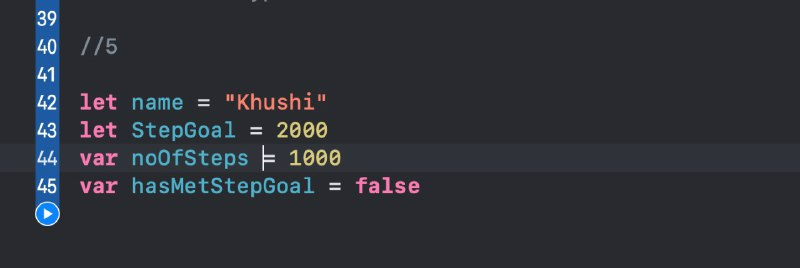 39
40 //5
41
42 let name = "Khushi"
43 let StepGoal = 2000
44 var noOfSteps = 1000
45 var hasMetStepGoal = false